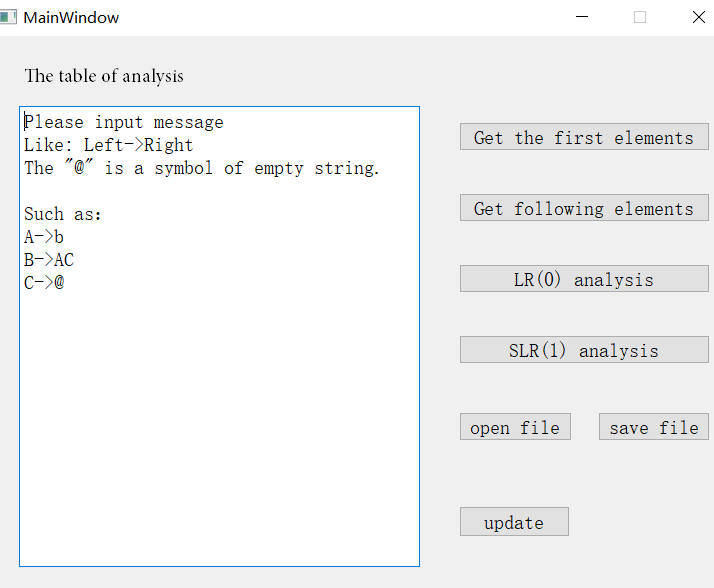 MainWindow
The table of analysis
Please input message
Like: Left->Right
The "@" is a symbol of empty string.
Such as:
A->b
B->AC
C->@
Get the first elements
Get following elements
LR(0) analysis
SLR(1) analysis
open file
save file
update